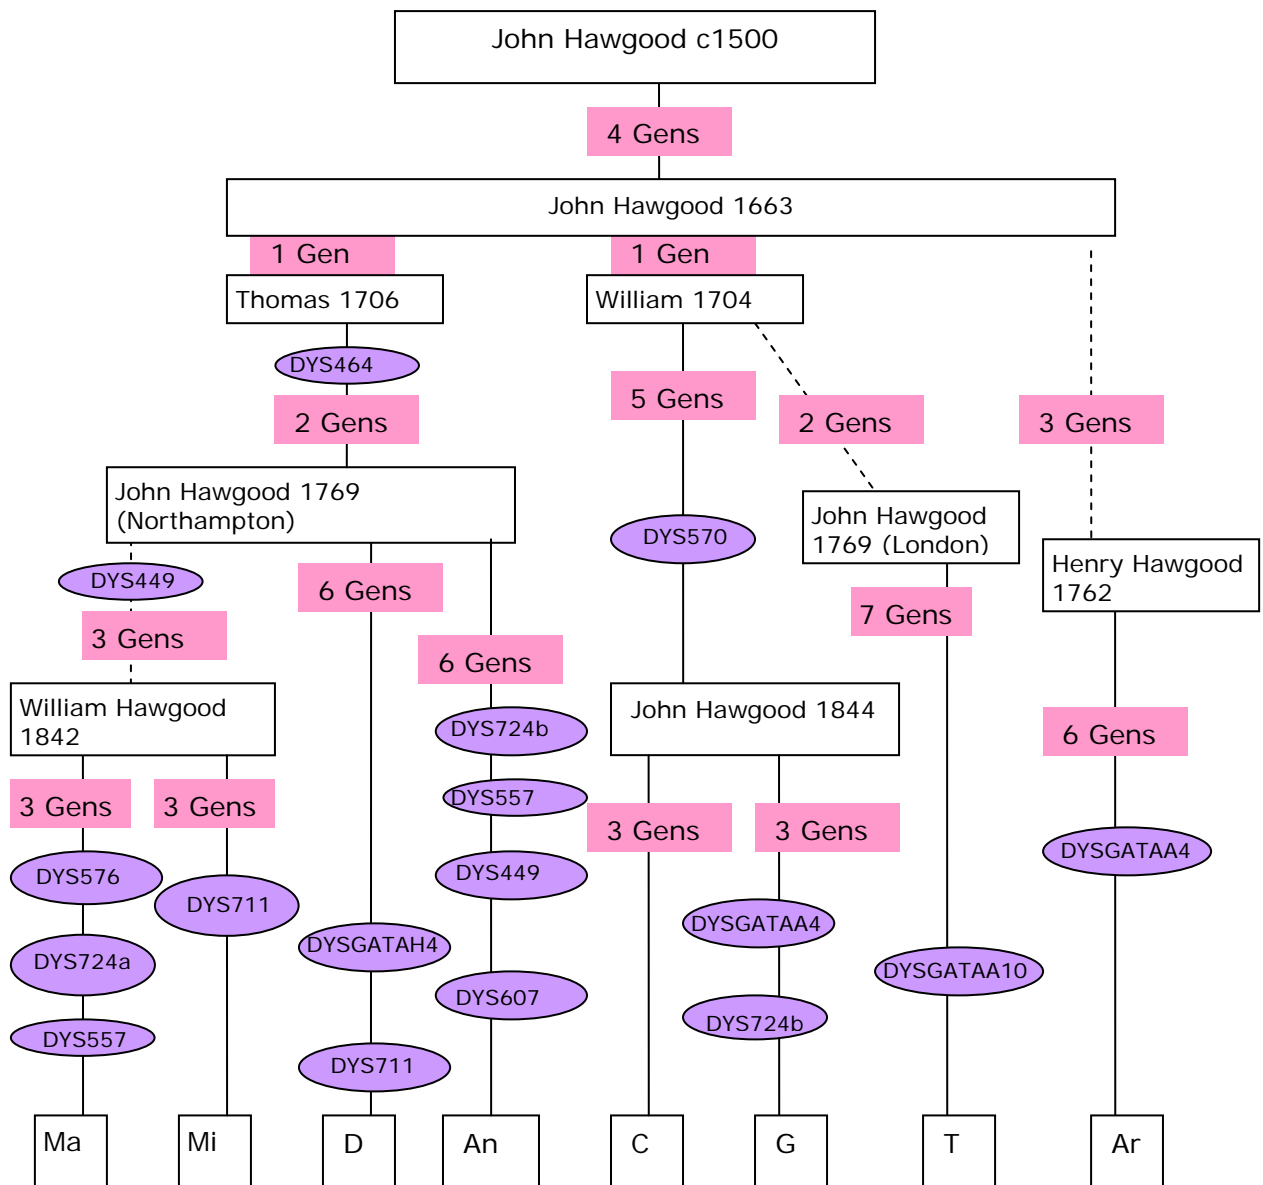 John Hawgood c1500
4 Gens
John Hawgood 1663
1 Gen
1 Gen
Thomas 1706
William 1704
DYS464
5 Gens
2 Gens
2 Gens
3 Gens
John Hawgood 1769
(Northampton)
John Hawgood
1769 (London)
DYS570
Henry Hawgood
1762
DYS449
6 Gens
7 Gens
3 Gens
6 Gens
William Hawgood
1842
John Hawgood 1844
DYS724b
6 Gens
3 Gens
3 Gens
DYS557
3 Gens
3 Gens
DYSGATAA4
DYS576
DYS711
DYS449
DYSGATAA4
DYS724a
DYSGATAH4
DYSGATAA10
DYS607
DYS724b
DYS557
DYS711
Ma
Mi
D
An
C
G
T
Ar